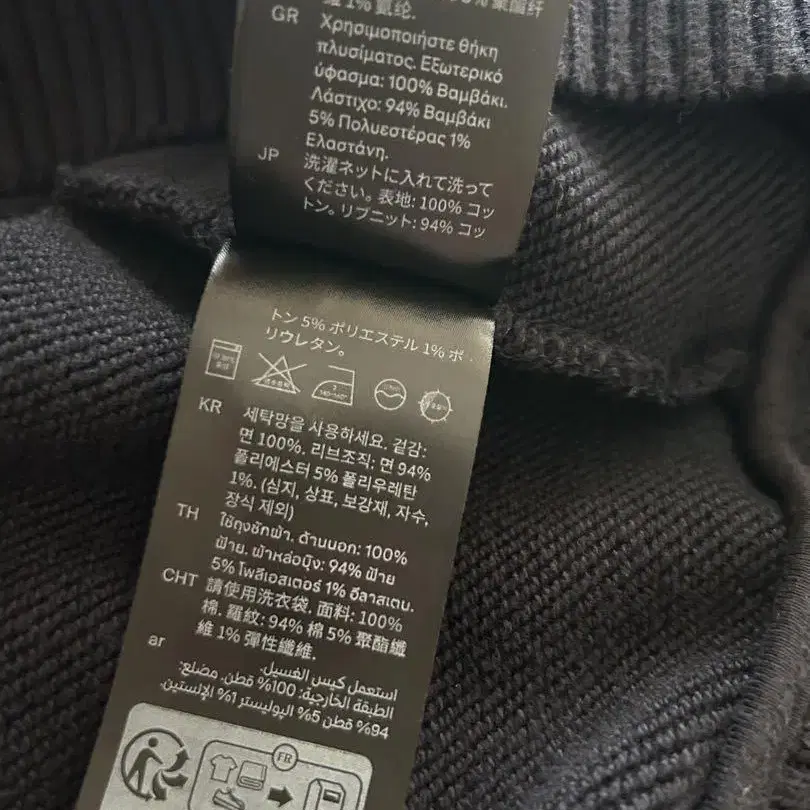 維 1% 氨纶.
GR Χρησιμοποιήστε θήκη
πλυσίματος. Εξωτερικό
ύφασμα: 100% Βαμβάκι.
Λάστιχο: 94% Βαμβάκι
5% Πολυεστέρας 1%
Ελαστάνη.
JP 洗濯ネットに入れて洗って
ください。表地: 100% コッ
トン。リブニット: 94% コッ
トン 5% ポリエステル 1% ポ
リウレタン。
KR 세탁망을 사용하세요. 겉감:
면 100%. 리브조직: 면 94%
폴리에스터 5% 폴리우레탄
1%. (심지, 상표, 보강재, 자수,
장식 제외)
TH ใช้ถุงซักผ้า. ด้านนอก: 100%
ฝ้าย. ผ้าหล่อบุ้ง: 94% ฝ้าย
5% โพลีเอสเตอร์ 1% อีลาสเตน.
CHT 請使用洗衣袋. 面料: 100%
棉. 羅紋: 94% 棉 5% 聚酯纖
維 1% 彈性纖維.
ar استعمل كيس الغسيل.
الطبقة الخارجية: 100% قطن. مضلع:
94% قطن 5% البوليستر 1% الإلستين.
FR